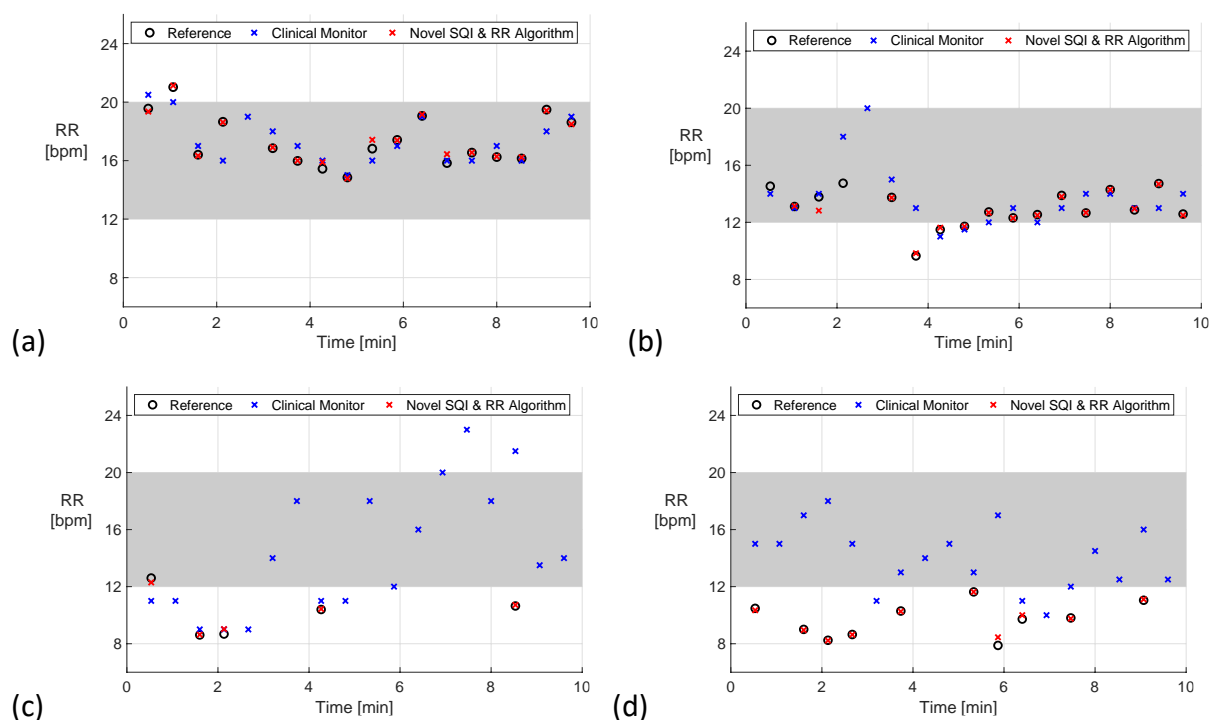 Reference Clinical Monitor Novel SQI & RR Algorithm
24
20
RR
16
[bpm]
12
8
0 2 4 6 8 10
Time [min]
(a)
Reference Clinical Monitor Novel SQI & RR Algorithm
24
20
RR
16
[bpm]
12
8
0 2 4 6 8 10
Time [min]
(b)
Reference Clinical Monitor Novel SQI & RR Algorithm
24
20
RR
16
[bpm]
12
8
0 2 4 6 8 10
Time [min]
(c)
Reference Clinical Monitor Novel SQI & RR Algorithm
24
20
RR
16
[bpm]
12
8
0 2 4 6 8 10
Time [min]
(d)